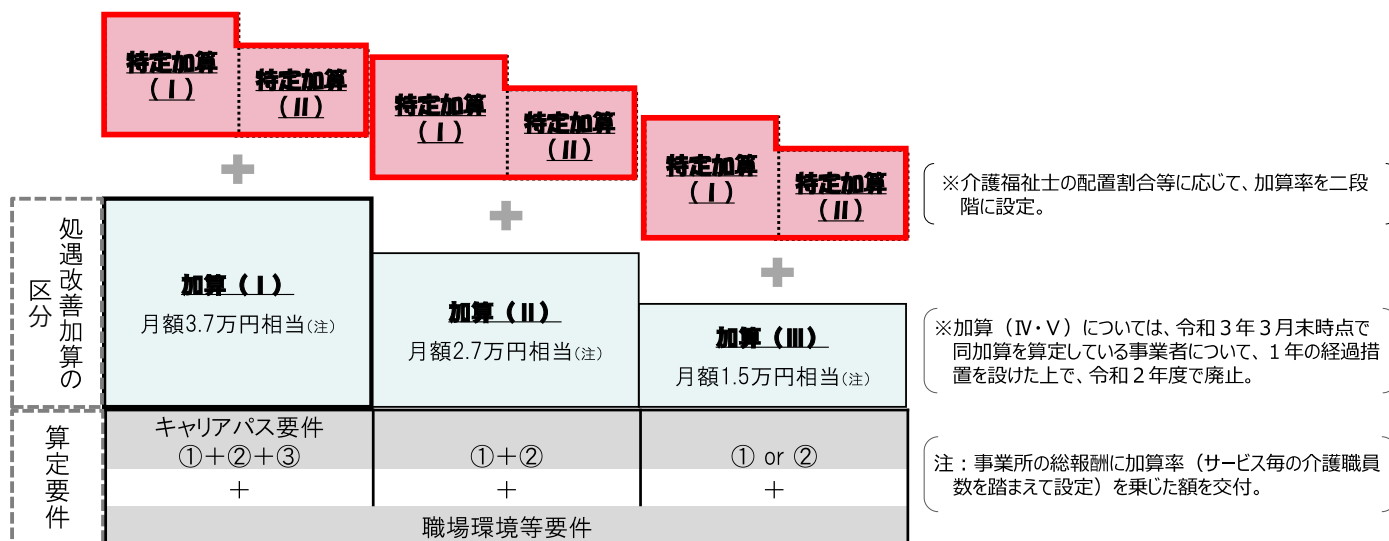 特定加算
(Ⅰ)
特定加算
(Ⅱ)
特定加算
(Ⅰ)
特定加算
(Ⅱ)
特定加算
(Ⅰ)
特定加算
(Ⅱ)
※介護福祉士の配置割合等に応じて、加算率を二段
階に設定。
処遇改善加算の
区分
加算(Ⅰ)
月額3.7万円相当(注)
加算(Ⅱ)
月額2.7万円相当(注)
加算(Ⅲ)
月額1.5万円相当(注)
※加算(Ⅳ・Ⅴ)については、令和3年3月末時点で
同加算を算定している事業者について、1年の経過措
置を設けた上で、令和2年度で廃止。
算定要件
キャリアパス要件
①+②+③
①+②
① or ②
+
+
+
職場環境等要件
注:事業所の総報酬に加算率(サービス毎の介護職員
数を踏まえて設定)を乗じた額を交付。